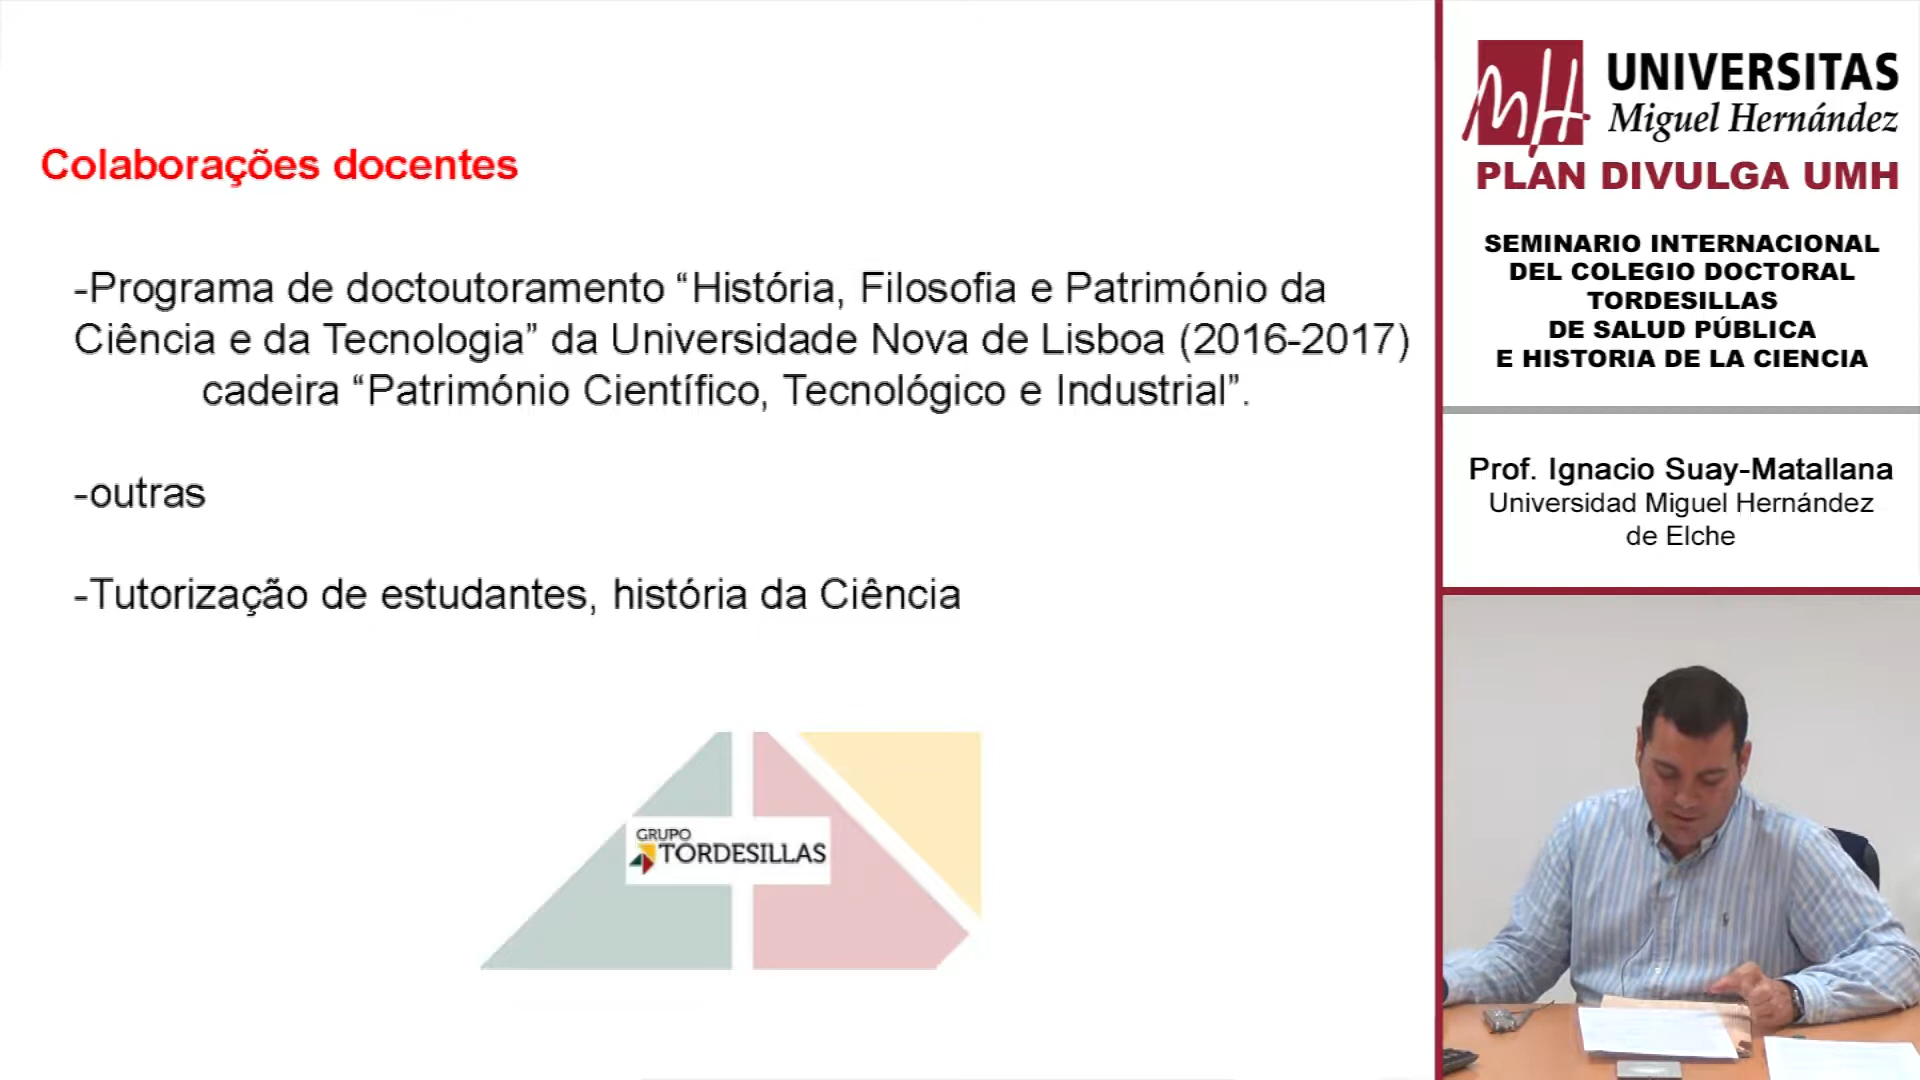 Colaborações docentes
-Programa de doctoutoramento “História, Filosofia e Património da
Ciência e da Tecnologia” da Universidade Nova de Lisboa (2016-2017)
cadeira “Património Científico, Tecnológico e Industrial”.
-outras
-Tutorização de estudantes, história da Ciência
GRUPO
TORDESILLAS
UNIVERSITAS
Miguel Hernández
PLAN DIVULGA UMH
SEMINARIO INTERNACIONAL
DEL COLEGIO DOCTORAL
TORDESILLAS
DE SALUD PÚBLICA
E HISTORIA DE LA CIENCIA
Prof. Ignacio Suay-Matallana
Universidad Miguel Hernández
de Elche